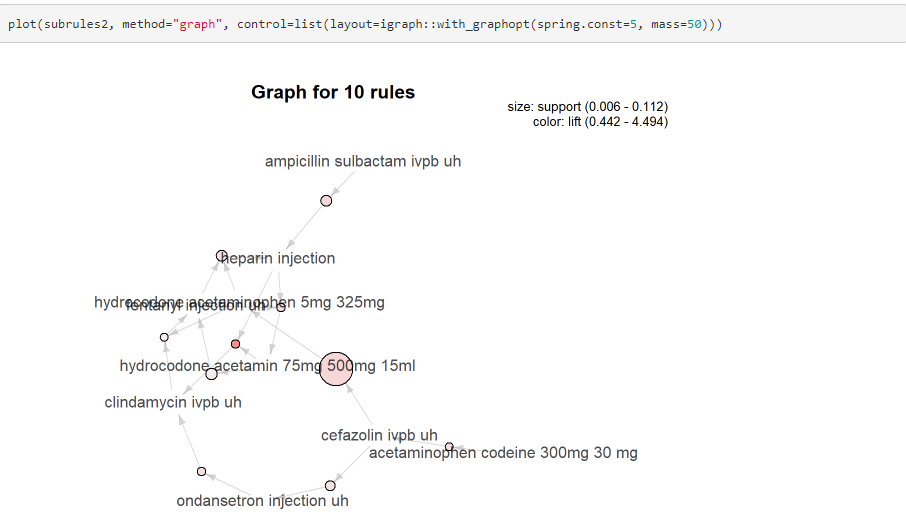 plot(subrules2, method="graph", control=list(layout=igraph::with_graphopt(spring.const=5, mass=50)))
Graph for 10 rules
size: support (0.006 - 0.112)
color: lift (0.442 - 4.494)
ampicillin sulbactam ivpb uh
heparin injection
hydrocodone acetaminophen 5mg 325mg
fentanyl injection uh
hydrocodone acetamin 75mg 500mg 15ml
clindamycin ivpb uh
cefazolin ivpb uh
acetaminophen codeine 300mg 30 mg
ondansetron injection uh